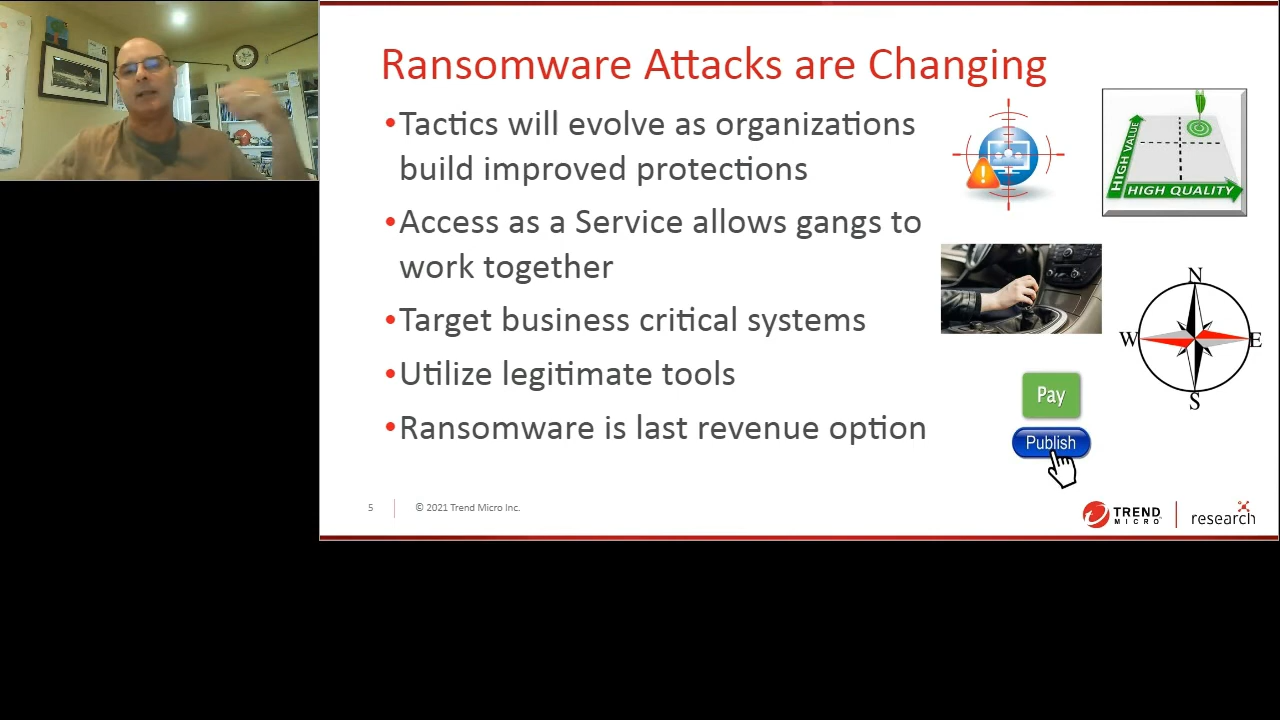 Ransomware Attacks are Changing
•Tactics will evolve as organizations
build improved protections
•Access as a Service allows gangs to
work together
•Target business critical systems
•Utilize legitimate tools
•Ransomware is last revenue option
HIGH VALUE
HIGH QUALITY
N
W
E
S
Pay
Publish
5
© 2021 Trend Micro Inc.
TREND
MICRO
research